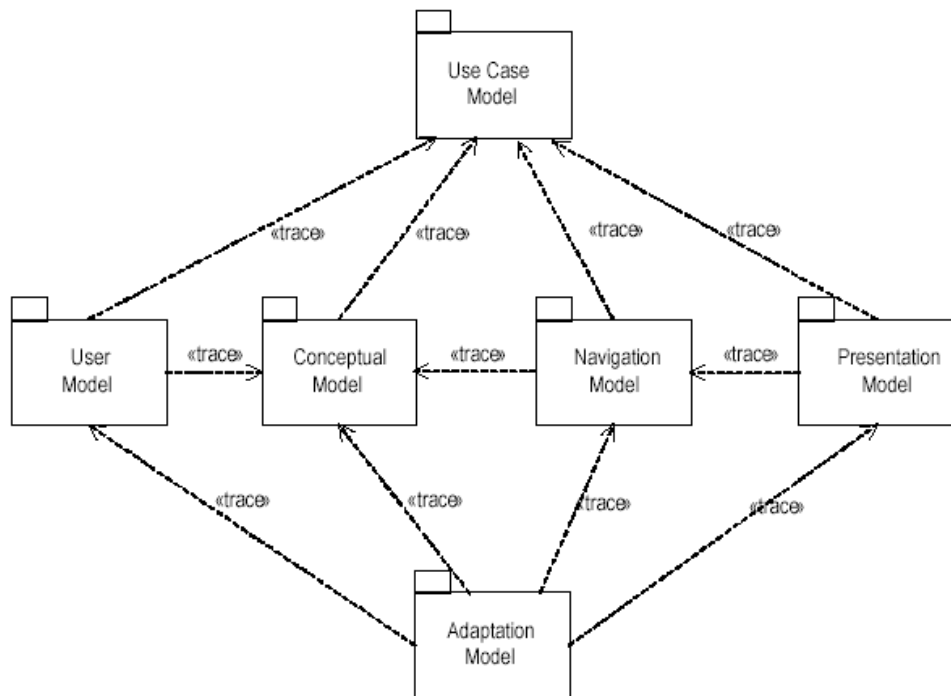 Use Case
Model
«trace»
«trace»
«trace»
«trace»
User
Model
«trace»
Conceptual
Model
«trace»
Navigation
Model
«trace»
Presentation
Model
«trace»
«trace»
«trace»
«trace»
Adaptation
Model